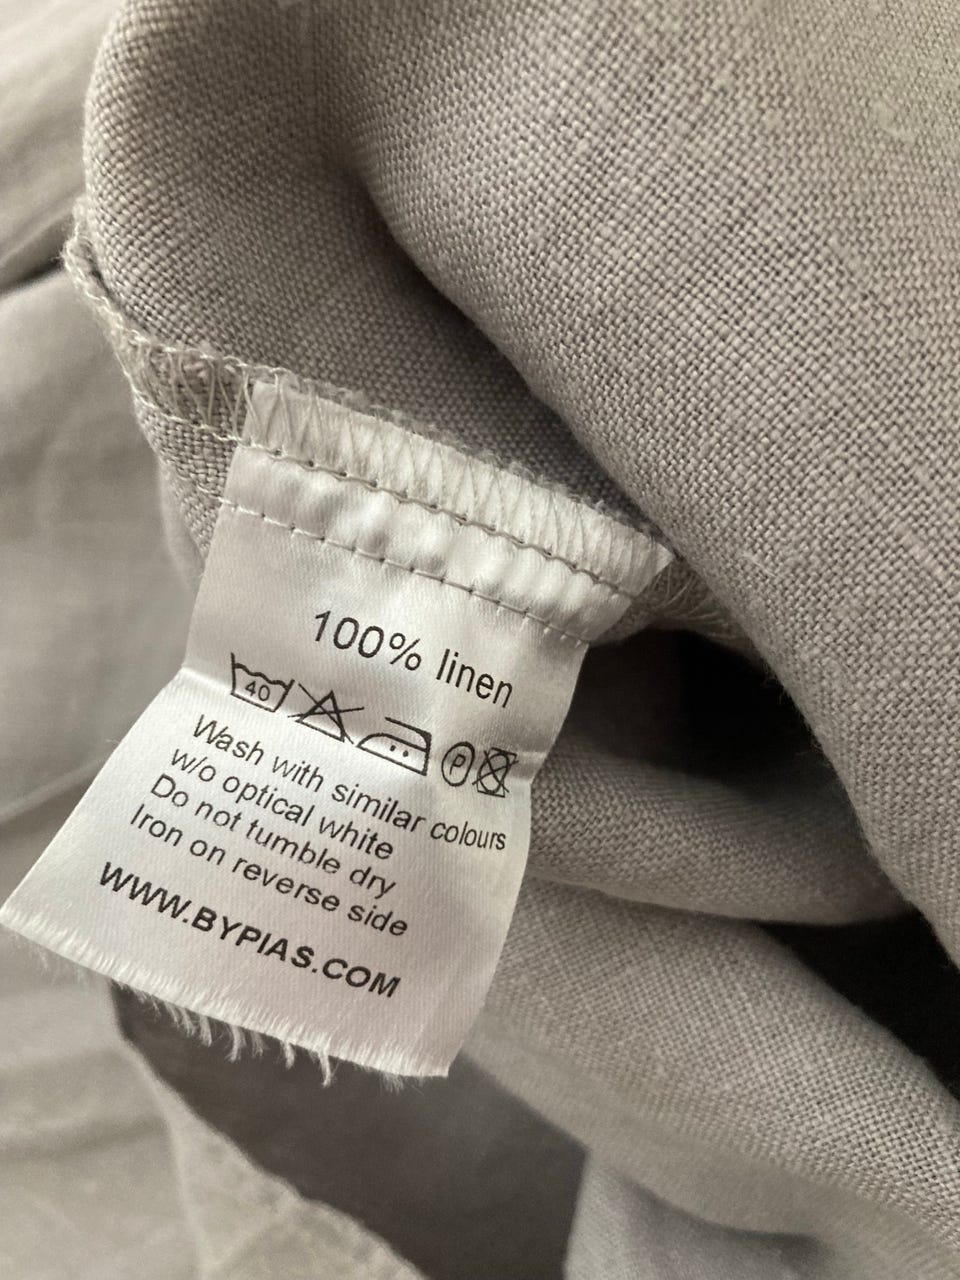 100% linen
40 P
Wash with similar colours
w/o optical white
Do not tumble dry
Iron on reverse side
WWW.BYPIAS.COM